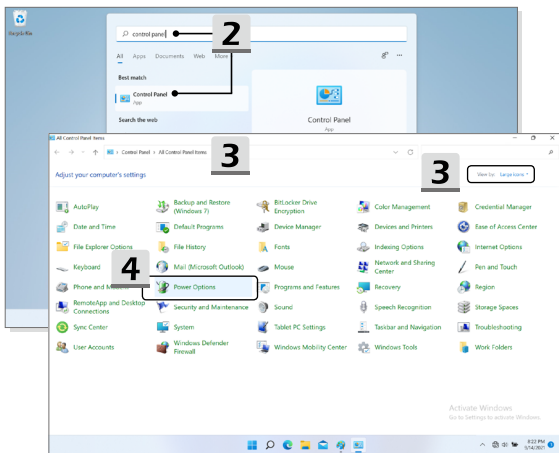 Recycle Bin
control panel
2
All Apps Documents Web More
Best match
Control Panel
App
Search the web
Control Panel
App
All Control Panel Items
3
Control Panel > All Control Panel Items
3
Adjust your computer's settings
View by: Large icons
AutoPlay
Backup and Restore (Windows 7)
BitLocker Drive Encryption
Color Management
Credential Manager
Date and Time
Default Programs
Device Manager
Devices and Printers
Ease of Access Center
File Explorer Options
File History
Fonts
Indexing Options
Internet Options
Keyboard
4
Mail (Microsoft Outlook)
Mouse
Network and Sharing Center
Pen and Touch
Phone and
Power Options
Programs and Features
Recovery
Region
RemoteApp and Desktop Connections
Security and Maintenance
Sound
Speech Recognition
Storage Spaces
Sync Center
System
Tablet PC Settings
Taskbar and Navigation
Troubleshooting
User Accounts
Windows Defender Firewall
Windows Mobility Center
Windows Tools
Work Folders
Activate Windows
Go to Settings to activate Windows.
8:22 PM
5/14/2021